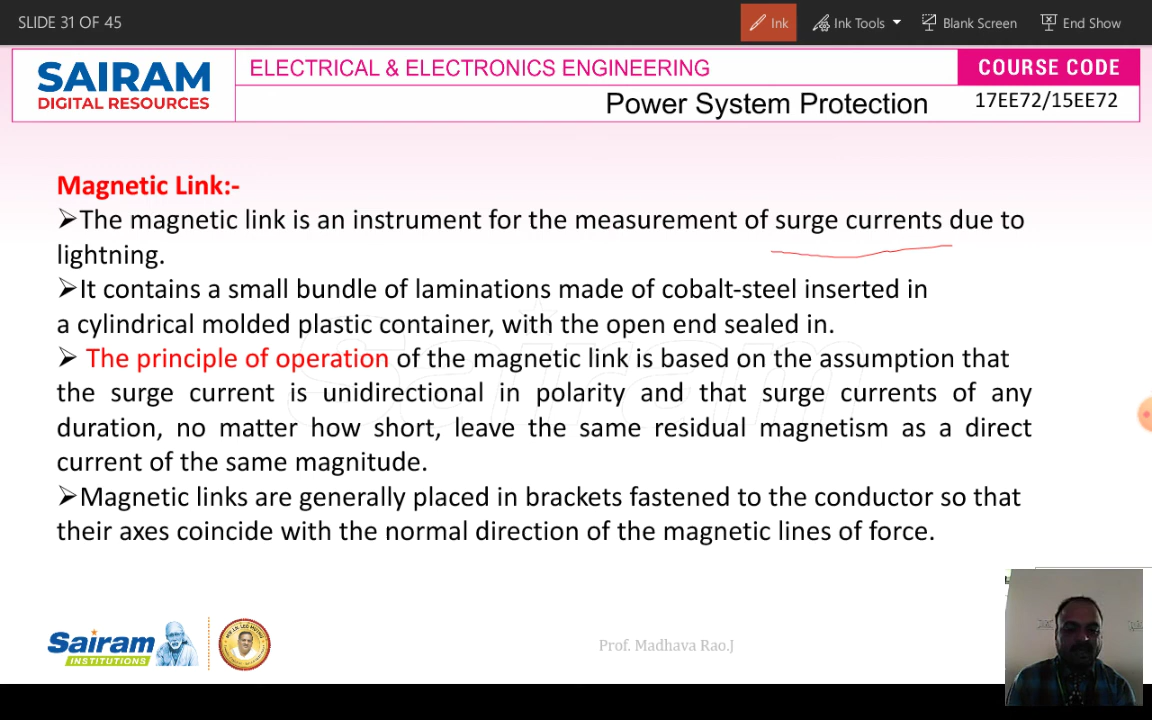 SLIDE 31 OF 45
Ink
Ink Tools
Blank Screen
End Show
SAIRAM
DIGITAL RESOURCES
ELECTRICAL & ELECTRONICS ENGINEERING
COURSE CODE
Power System Protection
17EE72/15EE72
Magnetic Link:-
➢The magnetic link is an instrument for the measurement of surge currents due to
lightning.
➢It contains a small bundle of laminations made of cobalt-steel inserted in
a cylindrical molded plastic container, with the open end sealed in.
➢ The principle of operation of the magnetic link is based on the assumption that
the surge current is unidirectional in polarity and that surge currents of any
duration, no matter how short, leave the same residual magnetism as a direct
current of the same magnitude.
➢Magnetic links are generally placed in brackets fastened to the conductor so that
their axes coincide with the normal direction of the magnetic lines of force.
Sairam
Sairam
INSTITUTIONS
Prof. Madhava Rao.J